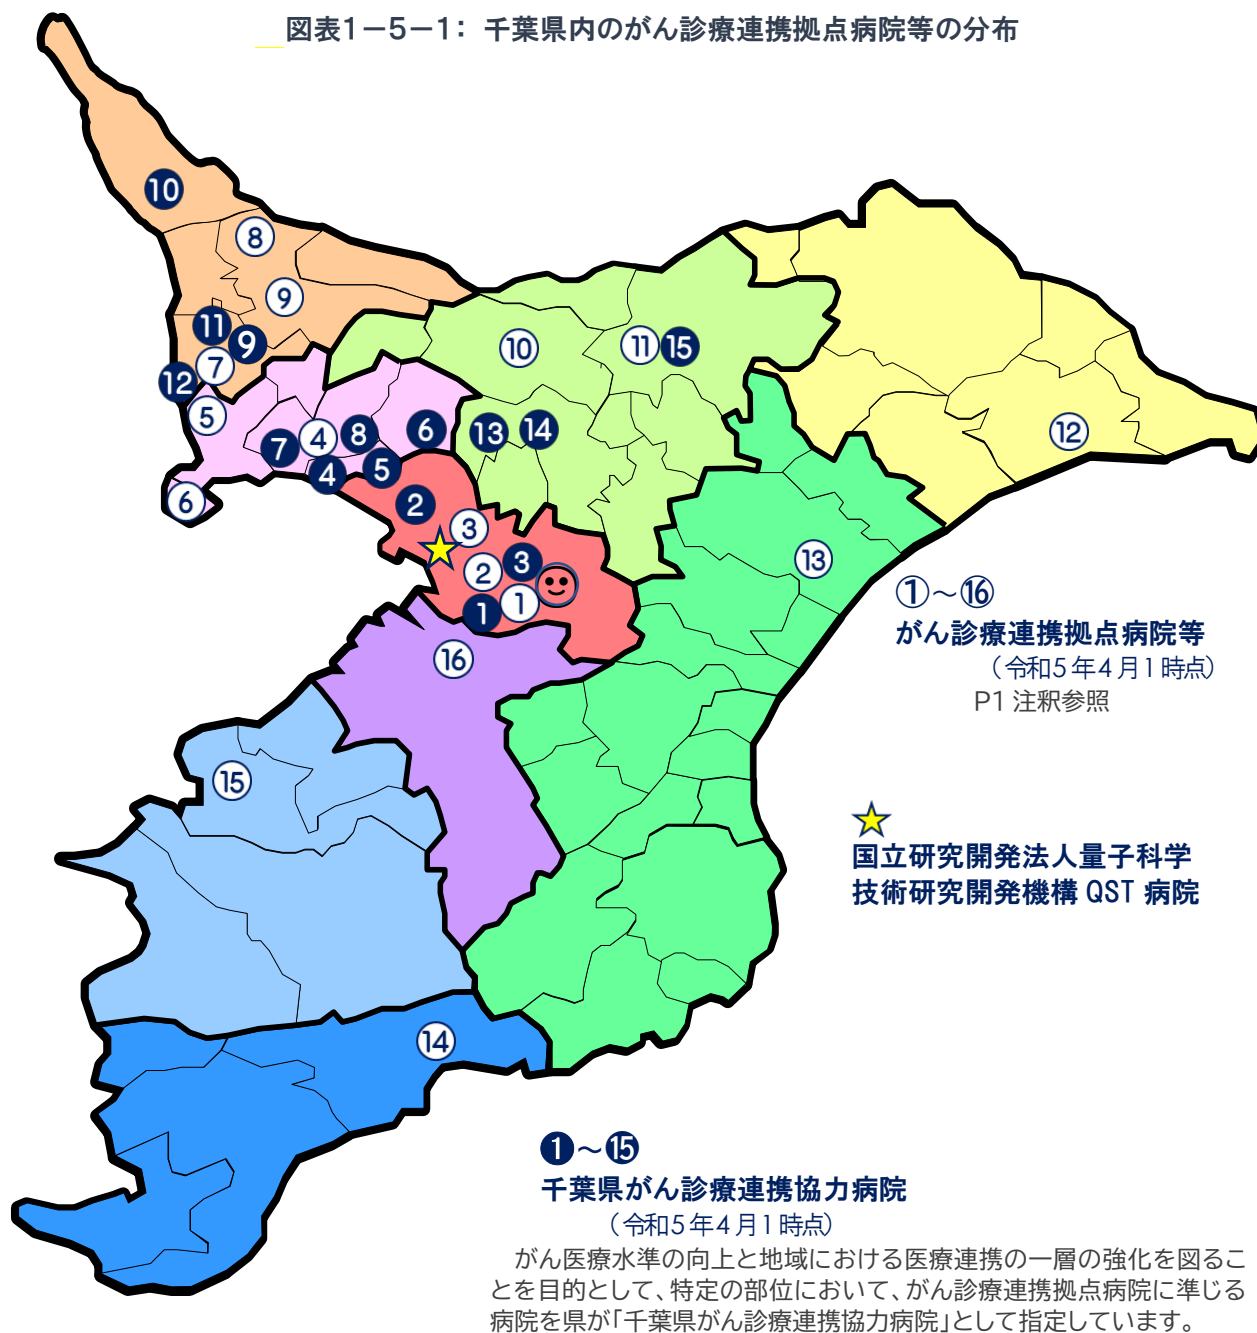 図表1-5-1: 千葉県内のがん診療連携拠点病院等の分布
❿
⑧
⑨
⓫
❾
⑦
⓬
⑤
⑩
⑪⓯
❼
④
❽
❻
⓭
⓮
⑫
❹
❺
⑥
❷
③
②
❸
❶
①
⑬
①~⑯
がん診療連携拠点病院等
(令和5年4月1時点)
P1 注釈参照
⑯
⑮
国立研究開発法人量子科学
技術研究開発機構 QST 病院
⑭
❶~⓯
千葉県がん診療連携協力病院
(令和5年4月1時点)
がん医療水準の向上と地域における医療連携の一層の強化を図るこ
とを目的として、特定の部位において、がん診療連携拠点病院に準じる
病院を県が「千葉県がん診療連携協力病院」として指定しています。